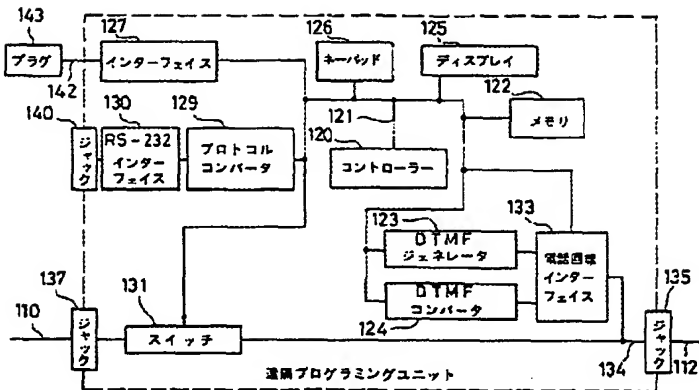 143
プラグ
142
127
インターフェイス
126
キーパッド
125
ディスプレイ
122
メモリ
121
120
コントローラー
140
ジャック
130
RS-232
インター
フェイス
129
プロトコル
コンバータ
123
DTMF
ジェネレータ
133
電話回線
インター
フェイス
DTMF
コンバータ
124
137
ジャック
110
131
スイッチ
135
ジャック
134
112
遠隔プログラミングユニット